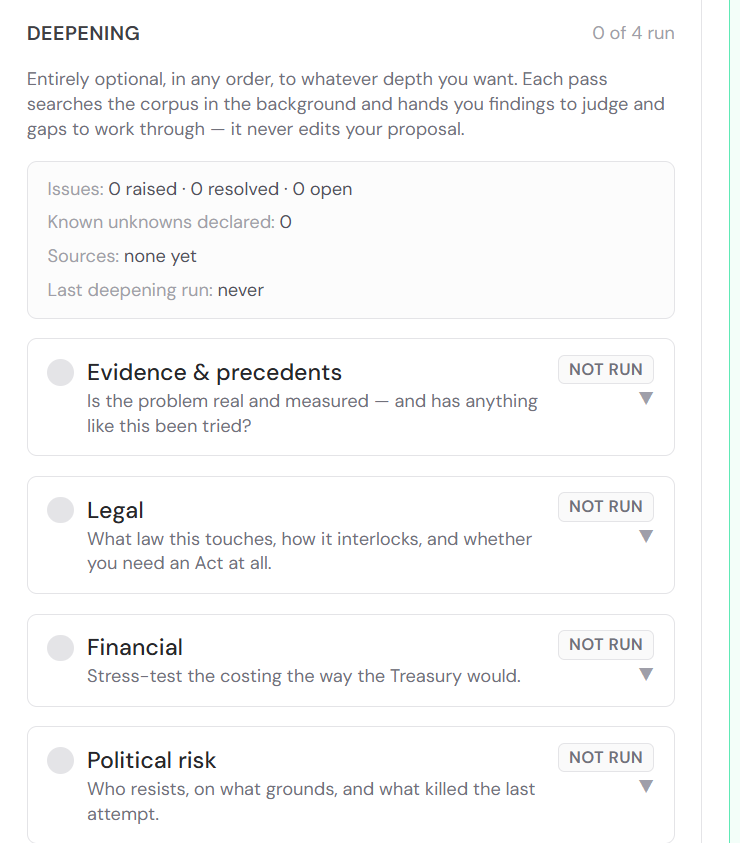 DEEPENING
0 of 4 run
Entirely optional, in any order, to whatever depth you want. Each pass
searches the corpus in the background and hands you findings to judge and
gaps to work through — it never edits your proposal.
Issues: 0 raised · 0 resolved · 0 open
Known unknowns declared: 0
Sources: none yet
Last deepening run: never
Evidence & precedents
NOT RUN
Is the problem real and measured — and has anything
like this been tried?
Legal
NOT RUN
What law this touches, how it interlocks, and whether
you need an Act at all.
Financial
NOT RUN
Stress-test the costing the way the Treasury would.
Political risk
NOT RUN
Who resists, on what grounds, and what killed the last
attempt.